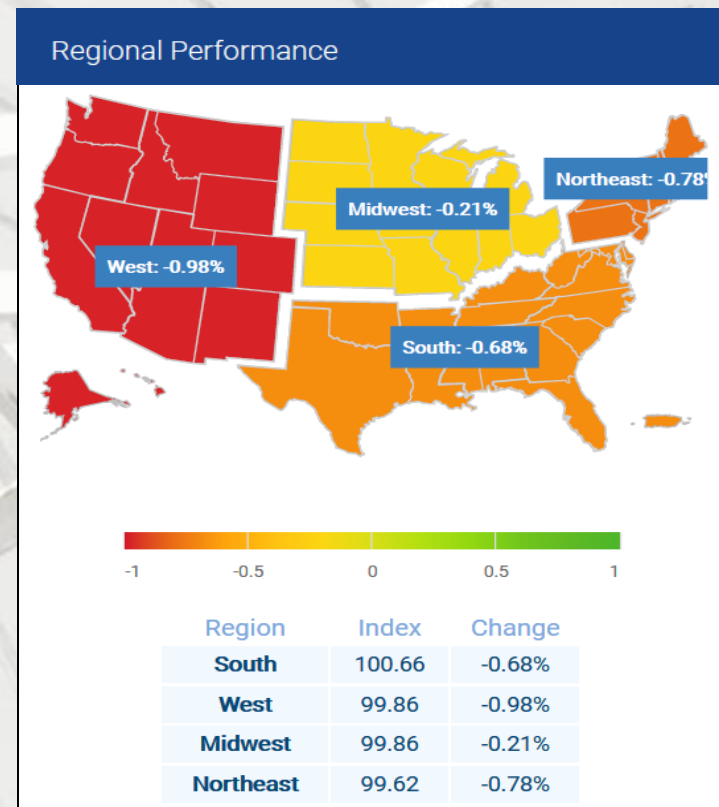 Regional Performance
Northeast: -0.78%
Midwest: -0.21%
West: -0.98%
South: -0.68%
-1 -0.5 0 0.5 1
Region Index Change
South 100.66 -0.68%
West 99.86 -0.98%
Midwest 99.86 -0.21%
Northeast 99.62 -0.78%